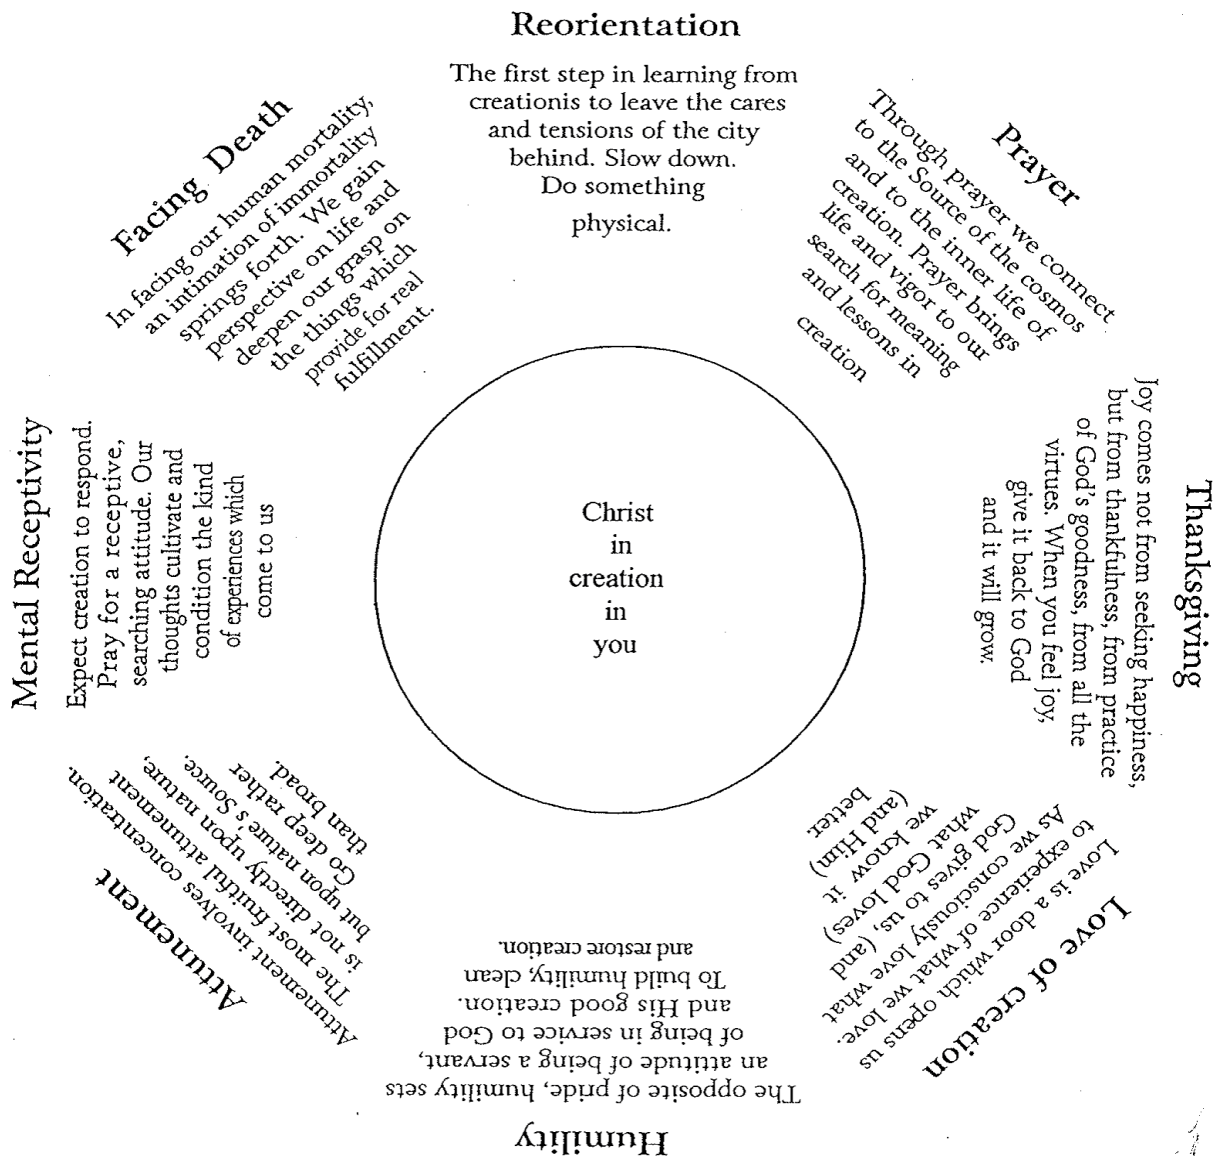 Reorientation
The first step in learning from
creationis to leave the cares
and tensions of the city
behind. Slow down.
Do something
physical.
Prayer
Through prayer we connect
to the Source of the cosmos
and to the inner life of
creation. Prayer brings
life and vigor to our
search for meaning
and lessons in
creation
Thanksgiving
Joy comes not from seeking happiness,
but from thankfulness, from practice
of God's goodness, from all the
virtues. When you feel joy,
give it back to God
and it will grow.
Love of creation
Love is a door which opens us
to experience of what we love.
As we consciously love what
God gives to us, (and
what God loves)
we know it
(and Him)
better.
Humility
The opposite of pride, humility sets
an attitude of being a servant,
of being in service to God
and His good creation.
To build humility, clean
and restore creation.
Attunement
Attunement involves concentration.
The most fruitful attunement
is not directly upon nature,
but upon nature's Source.
Go deep rather
than broad.
Mental Receptivity
Expect creation to respond.
Pray for a receptive,
searching attitude. Our
thoughts cultivate and
condition the kind
of experiences which
come to us
Facing Death
In facing our human mortality,
an intimation of immortality
springs forth. We gain
perspective on life and
deepen our grasp on
the things which
provide for real
fulfillment.
Christ
in
creation
in
you